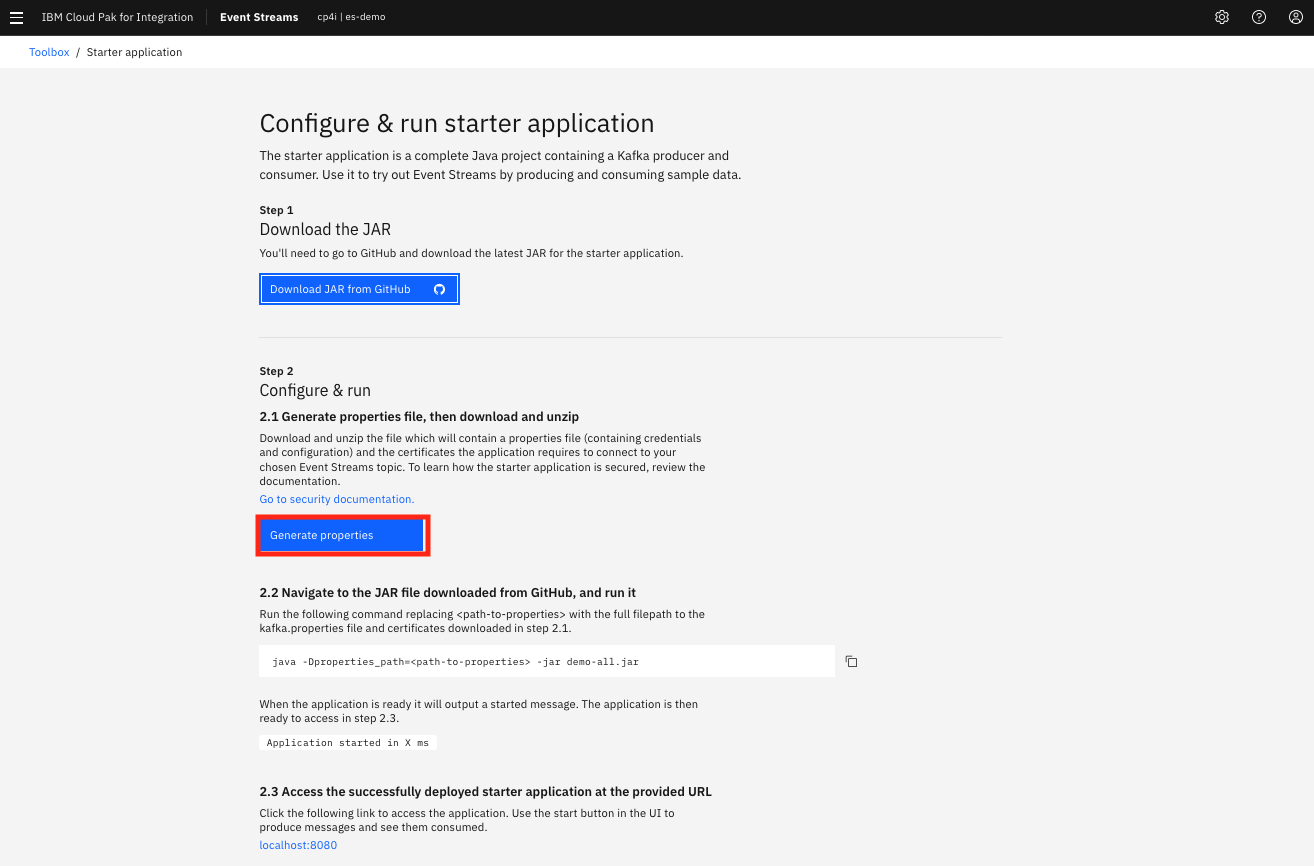 IBM Cloud Pak for Integration Event Streams cp4i | es-demo
Toolbox / Starter application
Configure & run starter application
The starter application is a complete Java project containing a Kafka producer and
consumer. Use it to try out Event Streams by producing and consuming sample data.
Step 1
Download the JAR
You'll need to go to GitHub and download the latest JAR for the starter application.
Download JAR from GitHub
Step 2
Configure & run
2.1 Generate properties file, then download and unzip
Download and unzip the file which will contain a properties file (containing credentials
and configuration) and the certificates the application requires to connect to your
chosen Event Streams topic. To learn how the starter application is secured, review the
documentation.
Go to security documentation.
Generate properties
2.2 Navigate to the JAR file downloaded from GitHub, and run it
Run the following command replacing <path-to-properties> with the full filepath to the
kafka.properties file and certificates downloaded in step 2.1.
java -Dproperties_path=<path-to-properties> -jar demo-all.jar
When the application is ready it will output a started message. The application is then
ready to access in step 2.3.
Application started in X ms
2.3 Access the successfully deployed starter application at the provided URL
Click the following link to access the application. Use the start button in the UI to
produce messages and see them consumed.
localhost:8080